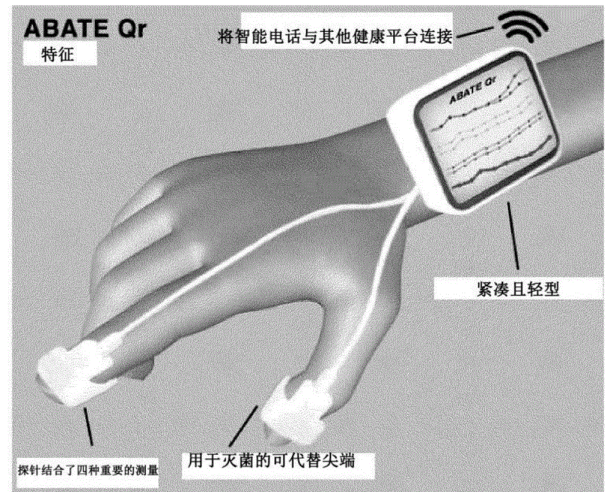 ABATE Qr
特征
将智能电话与其他健康平台连接
ABATE Qr
紧凑且轻型
探针结合了四种重要的测量
用于灭菌的可代替尖端